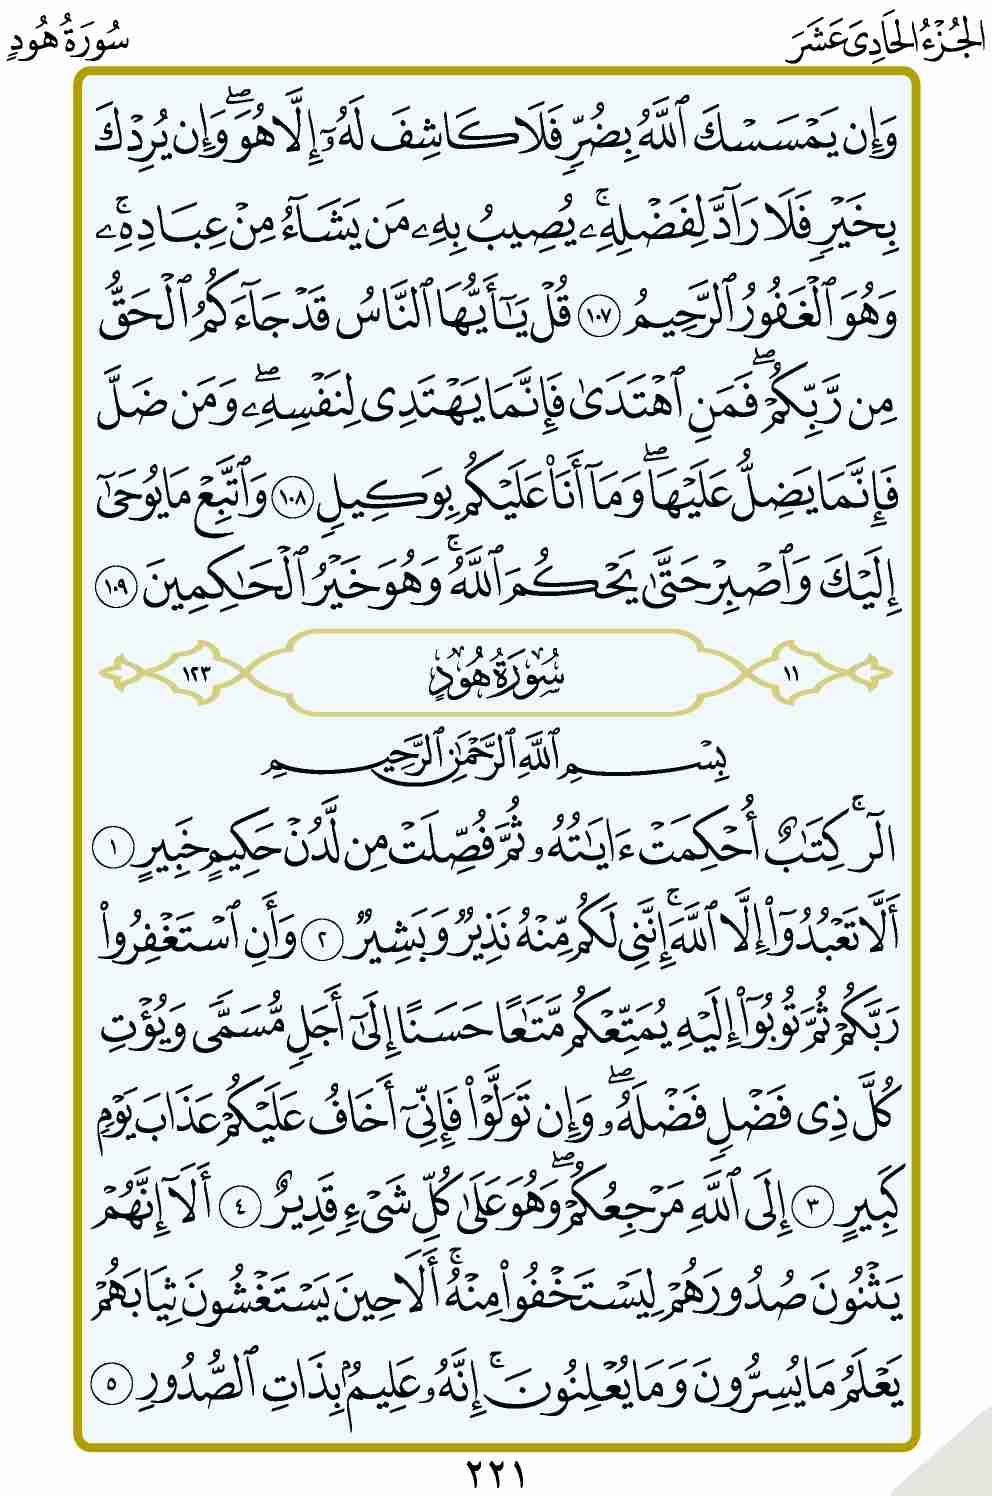 الجُزْءُ الحَادِىَ عَشَرَ
سُورَةُ هُودٍ
وَإِن يَمْسَسْكَ ٱللَّهُ بِضُرٍّ فَلَا كَاشِفَ لَهُۥٓ إِلَّا هُوَۖ وَإِن يُرِدْكَ
بِخَيْرٍ فَلَا رَآدَّ لِفَضْلِهِۦۚ يُصِيبُ بِهِۦ مَن يَشَآءُ مِنْ عِبَادِهِۦۚ
وَهُوَ ٱلْغَفُورُ ٱلرَّحِيمُ ١٠٧ قُلْ يَٰٓأَيُّهَا ٱلنَّاسُ قَدْ جَآءَكُمُ ٱلْحَقُّ
مِن رَّبِّكُمْۖ فَمَنِ ٱهْتَدَىٰ فَإِنَّمَا يَهْتَدِى لِنَفْسِهِۦۖ وَمَن ضَلَّ
فَإِنَّمَا يَضِلُّ عَلَيْهَاۖ وَمَآ أَنَا۠ عَلَيْكُم بِوَكِيلٍ ١٠٨ وَٱتَّبِعْ مَا يُوحَىٰٓ
إِلَيْكَ وَٱصْبِرْ حَتَّىٰ يَحْكُمَ ٱللَّهُۚ وَهُوَ خَيْرُ ٱلْحَٰكِمِينَ ١٠٩
١١ سُورَةُ هُودٍ ١٢٣
بِسْمِ ٱللَّهِ ٱلرَّحْمَٰنِ ٱلرَّحِيمِ
الٓرۚ كِتَٰبٌ أُحْكِمَتْ ءَايَٰتُهُۥ ثُمَّ فُصِّلَتْ مِن لَّدُنْ حَكِيمٍ خَبِيرٍ ١
أَلَّا تَعْبُدُوٓا۟ إِلَّا ٱللَّهَۚ إِنَّنِى لَكُم مِّنْهُ نَذِيرٌ وَبَشِيرٌ ٢ وَأَنِ ٱسْتَغْفِرُوا۟
رَبَّكُمْ ثُمَّ تُوبُوٓا۟ إِلَيْهِ يُمَتِّعْكُم مَّتَٰعًا حَسَنًا إِلَىٰٓ أَجَلٍ مُّسَمًّى وَيُؤْتِ
كُلَّ ذِى فَضْلٍ فَضْلَهُۥۖ وَإِن تَوَلَّوْا۟ فَإِنِّىٓ أَخَافُ عَلَيْكُمْ عَذَابَ يَوْمٍ
كَبِيرٍ ٣ إِلَى ٱللَّهِ مَرْجِعُكُمْۖ وَهُوَ عَلَىٰ كُلِّ شَىْءٍ قَدِيرٌ ٤ أَلَآ إِنَّهُمْ
يَثْنُونَ صُدُورَهُمْ لِيَسْتَخْفُوا۟ مِنْهُۚ أَلَا حِينَ يَسْتَغْشُونَ ثِيَابَهُمْ
يَعْلَمُ مَا يُسِرُّونَ وَمَا يُعْلِنُونَۚ إِنَّهُۥ عَلِيمٌۢ بِذَاتِ ٱلصُّدُورِ ٥
٢٢١